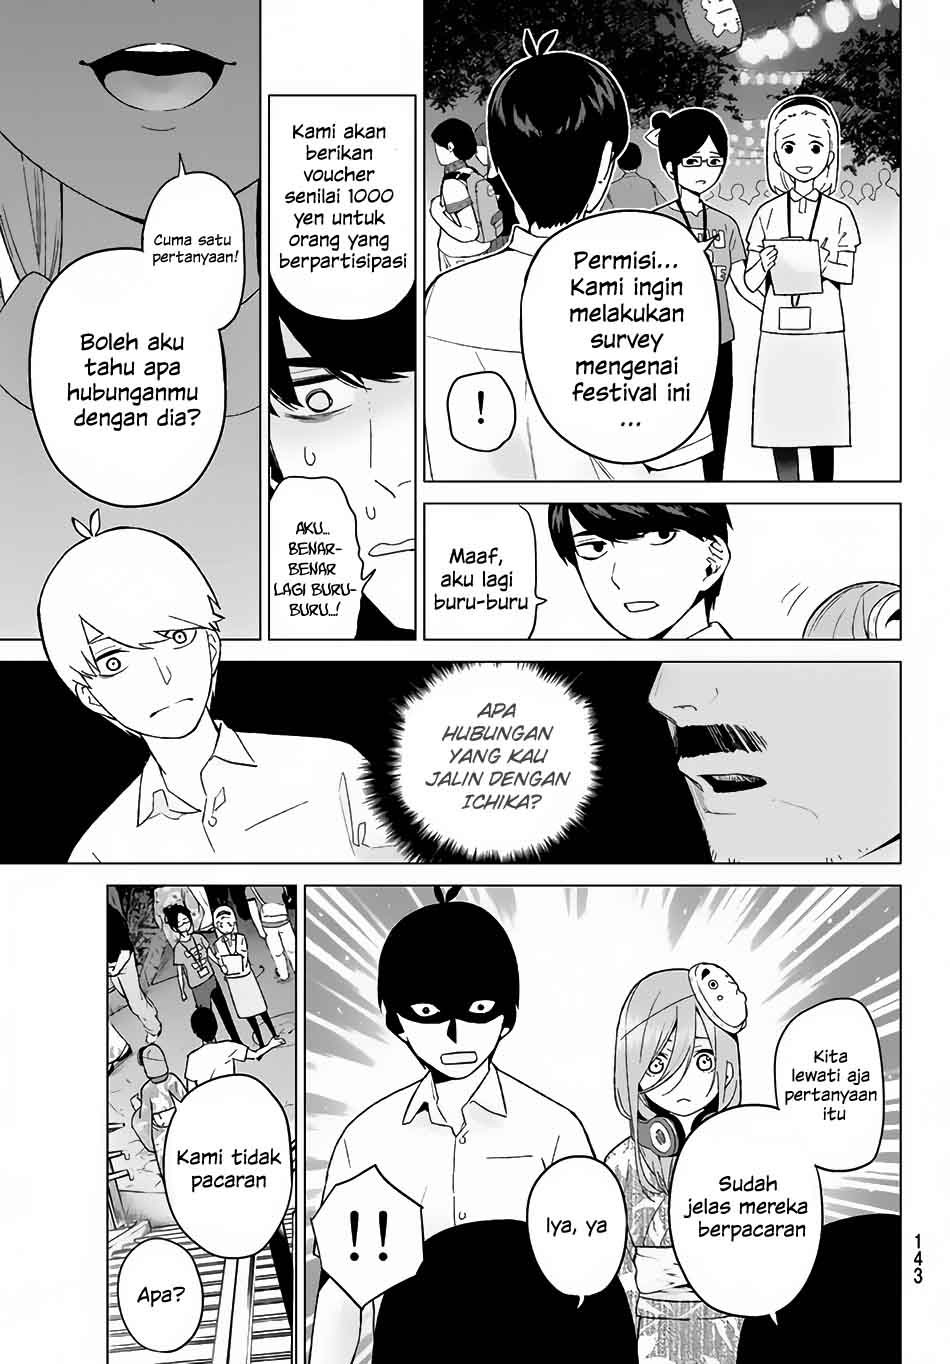 Permisi...
Kami ingin
melakukan
survey
mengenai
festival ini
...
!
Kami akan
berikan
voucher
senilai 1000
yen untuk
orang yang
berpartisipasi
Cuma satu
pertanyaan!
Boleh aku
tahu apa
hubunganmu
dengan dia?
Maaf,
aku lagi
buru-buru
AKU...
BENAR-
BENAR
LAGI BURU-
BURU...!
APA
HUBUNGAN
YANG KAU
JALIN DENGAN
ICHIKA?
Kita
lewati aja
pertanyaan
itu
Sudah
jelas mereka
berpacaran
Iya, ya
!!
Kami tidak
pacaran
Apa?
143